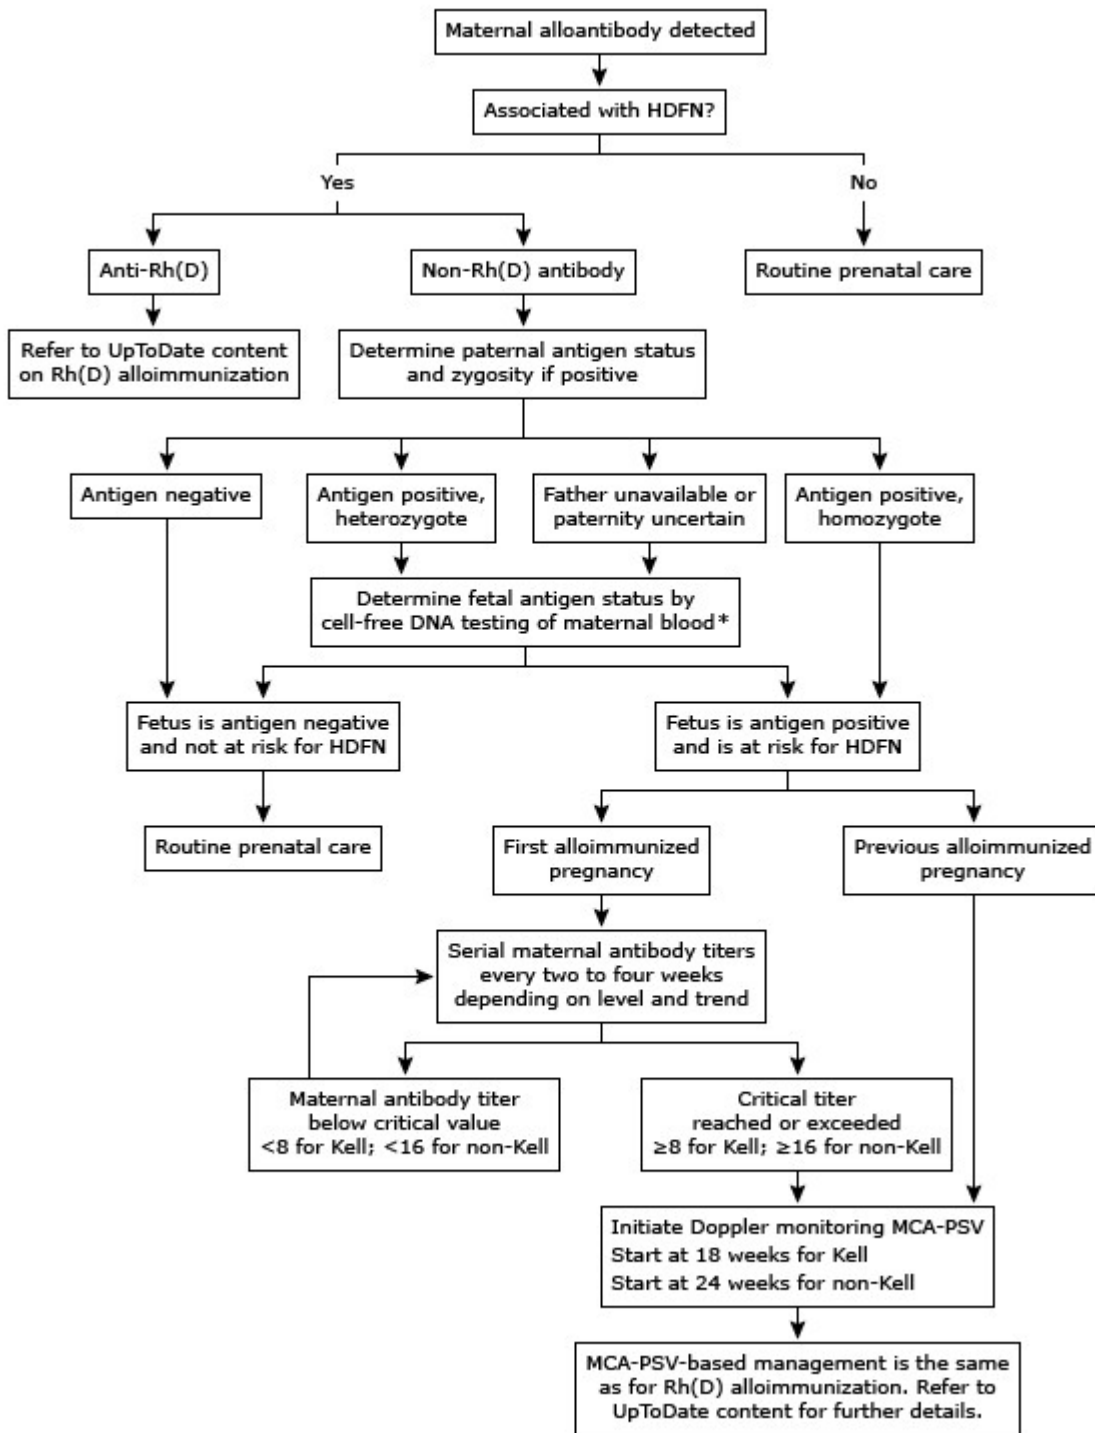 Maternal alloantibody detected
Associated with HDFN?
Yes
No
Anti-Rh(D)
Non-Rh(D) antibody
Routine prenatal care
Refer to UpToDate content
on Rh(D) alloimmunization
Determine paternal antigen status
and zygosity if positive
Antigen negative
Antigen positive,
heterozygote
Father unavailable or
paternity uncertain
Antigen positive,
homozygote
Determine fetal antigen status by
cell-free DNA testing of maternal blood*
Fetus is antigen negative
and not at risk for HDFN
Fetus is antigen positive
and is at risk for HDFN
Routine prenatal care
First alloimmunized
pregnancy
Previous alloimmunized
pregnancy
Serial maternal antibody titers
every two to four weeks
depending on level and trend
Maternal antibody titer
below critical value
<8 for Kell; <16 for non-Kell
Critical titer
reached or exceeded
≥8 for Kell; ≥16 for non-Kell
Initiate Doppler monitoring MCA-PSV
Start at 18 weeks for Kell
Start at 24 weeks for non-Kell
MCA-PSV-based management is the same
as for Rh(D) alloimmunization. Refer to
UpToDate content for further details.